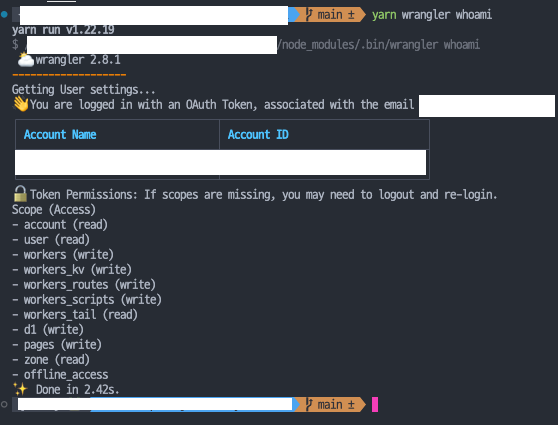 main ± yarn wrangler whoami
yarn run v1.22.19
$ /node_modules/.bin/wrangler whoami
⛅️wrangler 2.8.1
-------------------
Getting User settings...
👋You are logged in with an OAuth Token, associated with the email
Account Name Account ID
🔓Token Permissions: If scopes are missing, you may need to logout and re-login.
Scope (Access)
- account (read)
- user (read)
- workers (write)
- workers_kv (write)
- workers_routes (write)
- workers_scripts (write)
- workers_tail (read)
- d1 (write)
- pages (write)
- zone (read)
- offline_access
✨ Done in 2.42s.
main ±